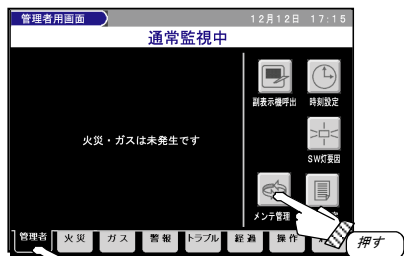 管理者用画面
12月12日 17:15
通常監視中
副表示機呼出
時刻設定
火災・ガスは未発生です
SW灯要因
メンテ管理
管理者
火災
ガス
警報
トラブル
経過
操作
押す